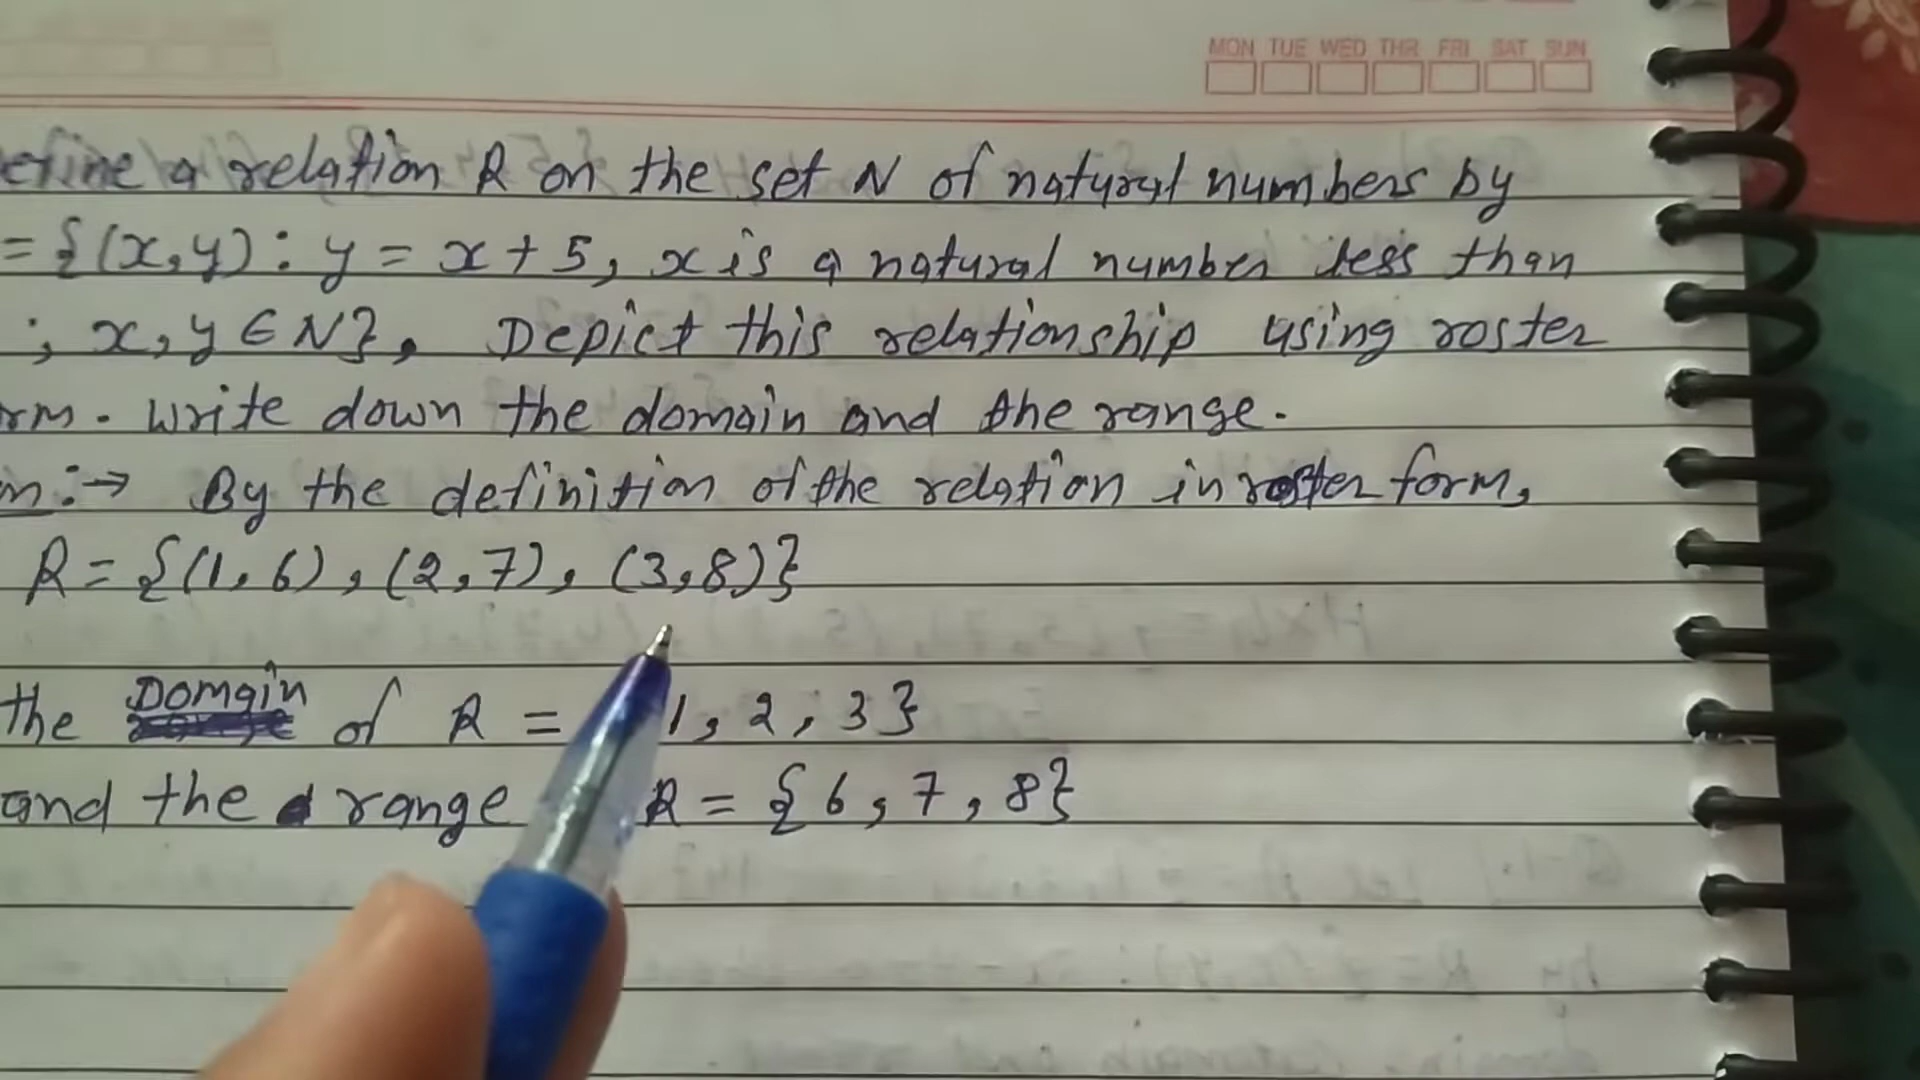 MON TUE WED THR FRI SAT SUN
efine a relation R on the set N of natural numbers by
= {(x,y) : y = x + 5, x is a natural number less than
; x, y ∈ N}, Depict this relationship using roster
rm. Write down the domain and the range.
n :→ By the definition of the relation in roster form,
R = {(1, 6), (2, 7), (3, 8)}
the Domain of R = 1, 2, 3}
and the range R = {6, 7, 8}